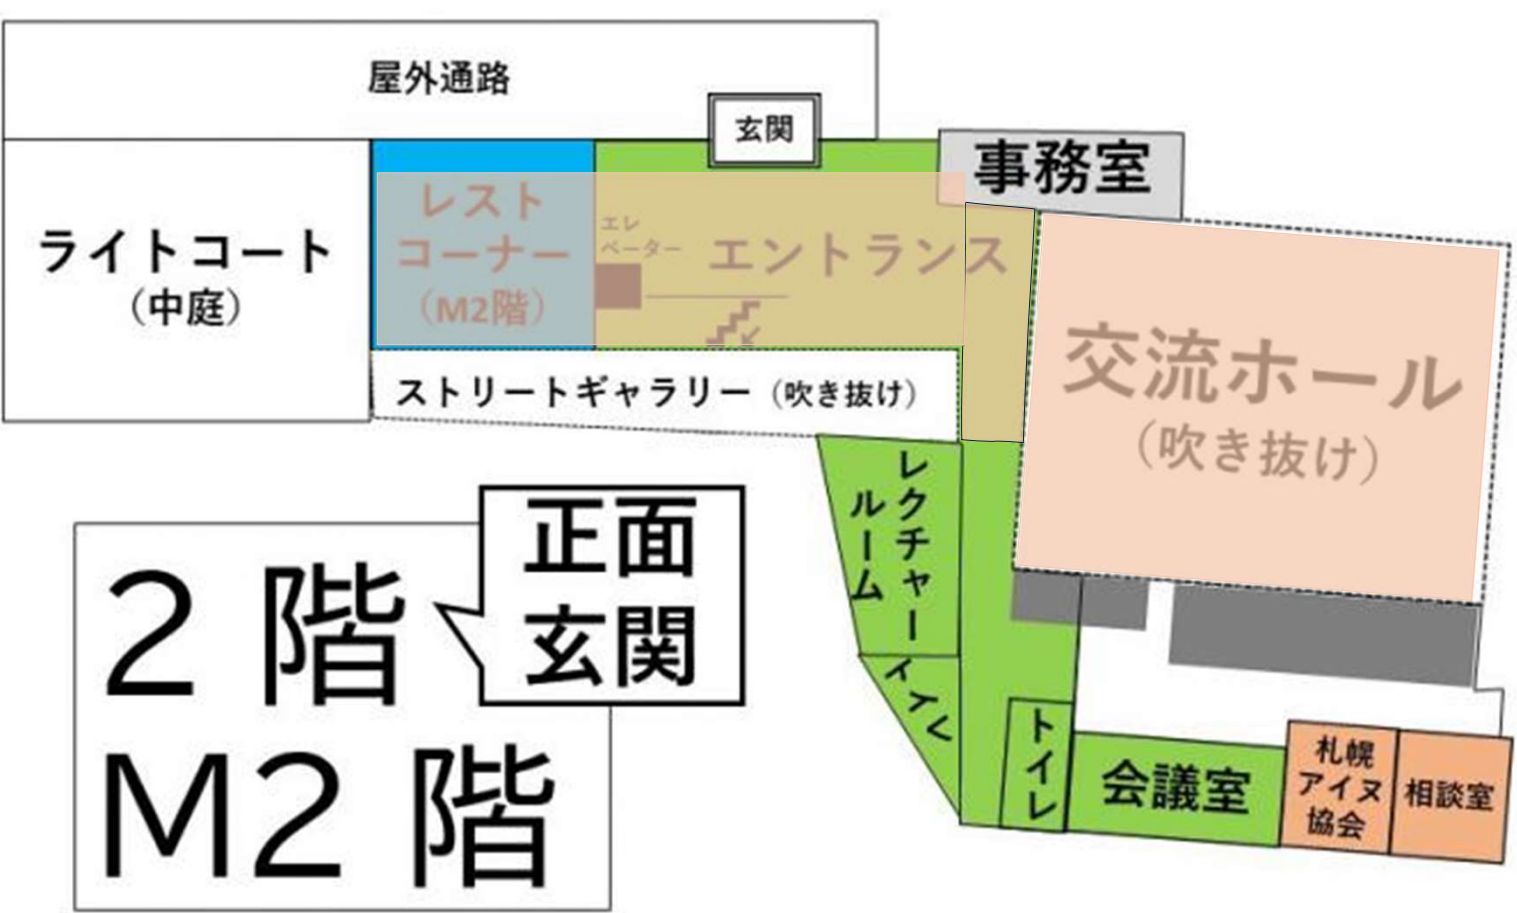 屋外通路
玄関
事務室
ライトコート
（中庭）
レスト
コーナー
（M2階）
エレ
ベーター
エントランス
ストリートギャラリー（吹き抜け）
交流ホール
（吹き抜け）
レクチャー
ルーム
トイレ
トイレ
会議室
札幌
アイヌ
協会
相談室
正面
玄関
2 階
M2 階